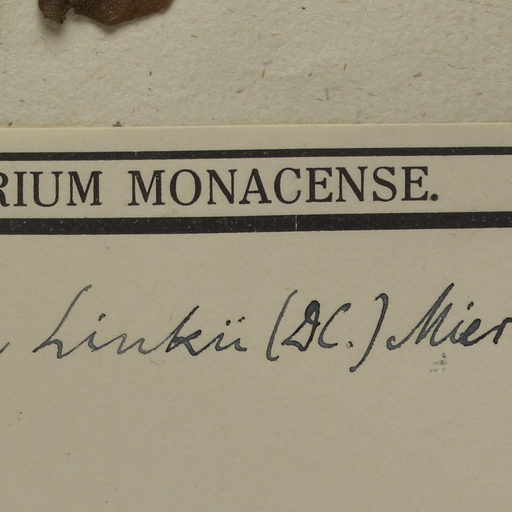 RIUM MONACENSE.
Linkii (DC.) Mier